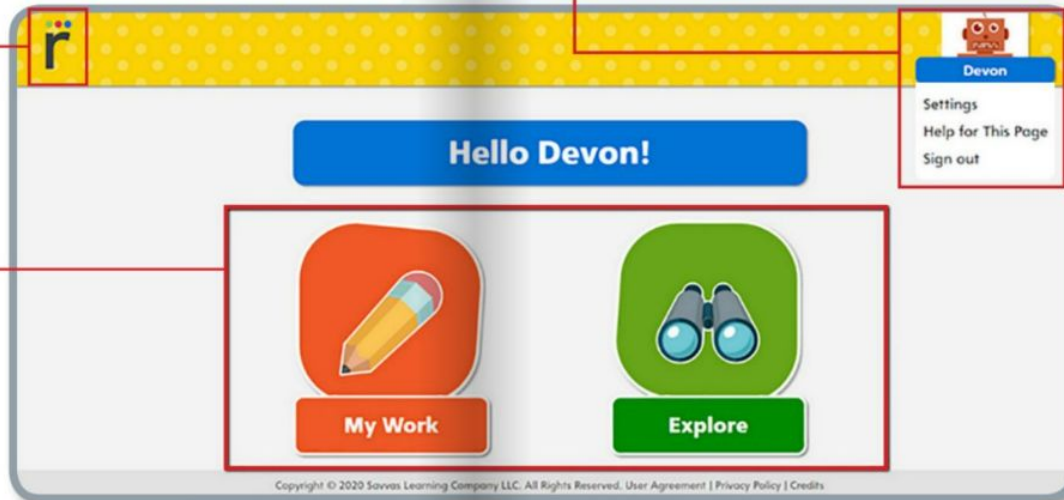 r
Devon
Settings
Help for This Page
Sign out
Hello Devon!
My Work
Explore
Copyright © 2020 Savvas Learning Company LLC. All Rights Reserved. User Agreement | Privacy Policy | Credits